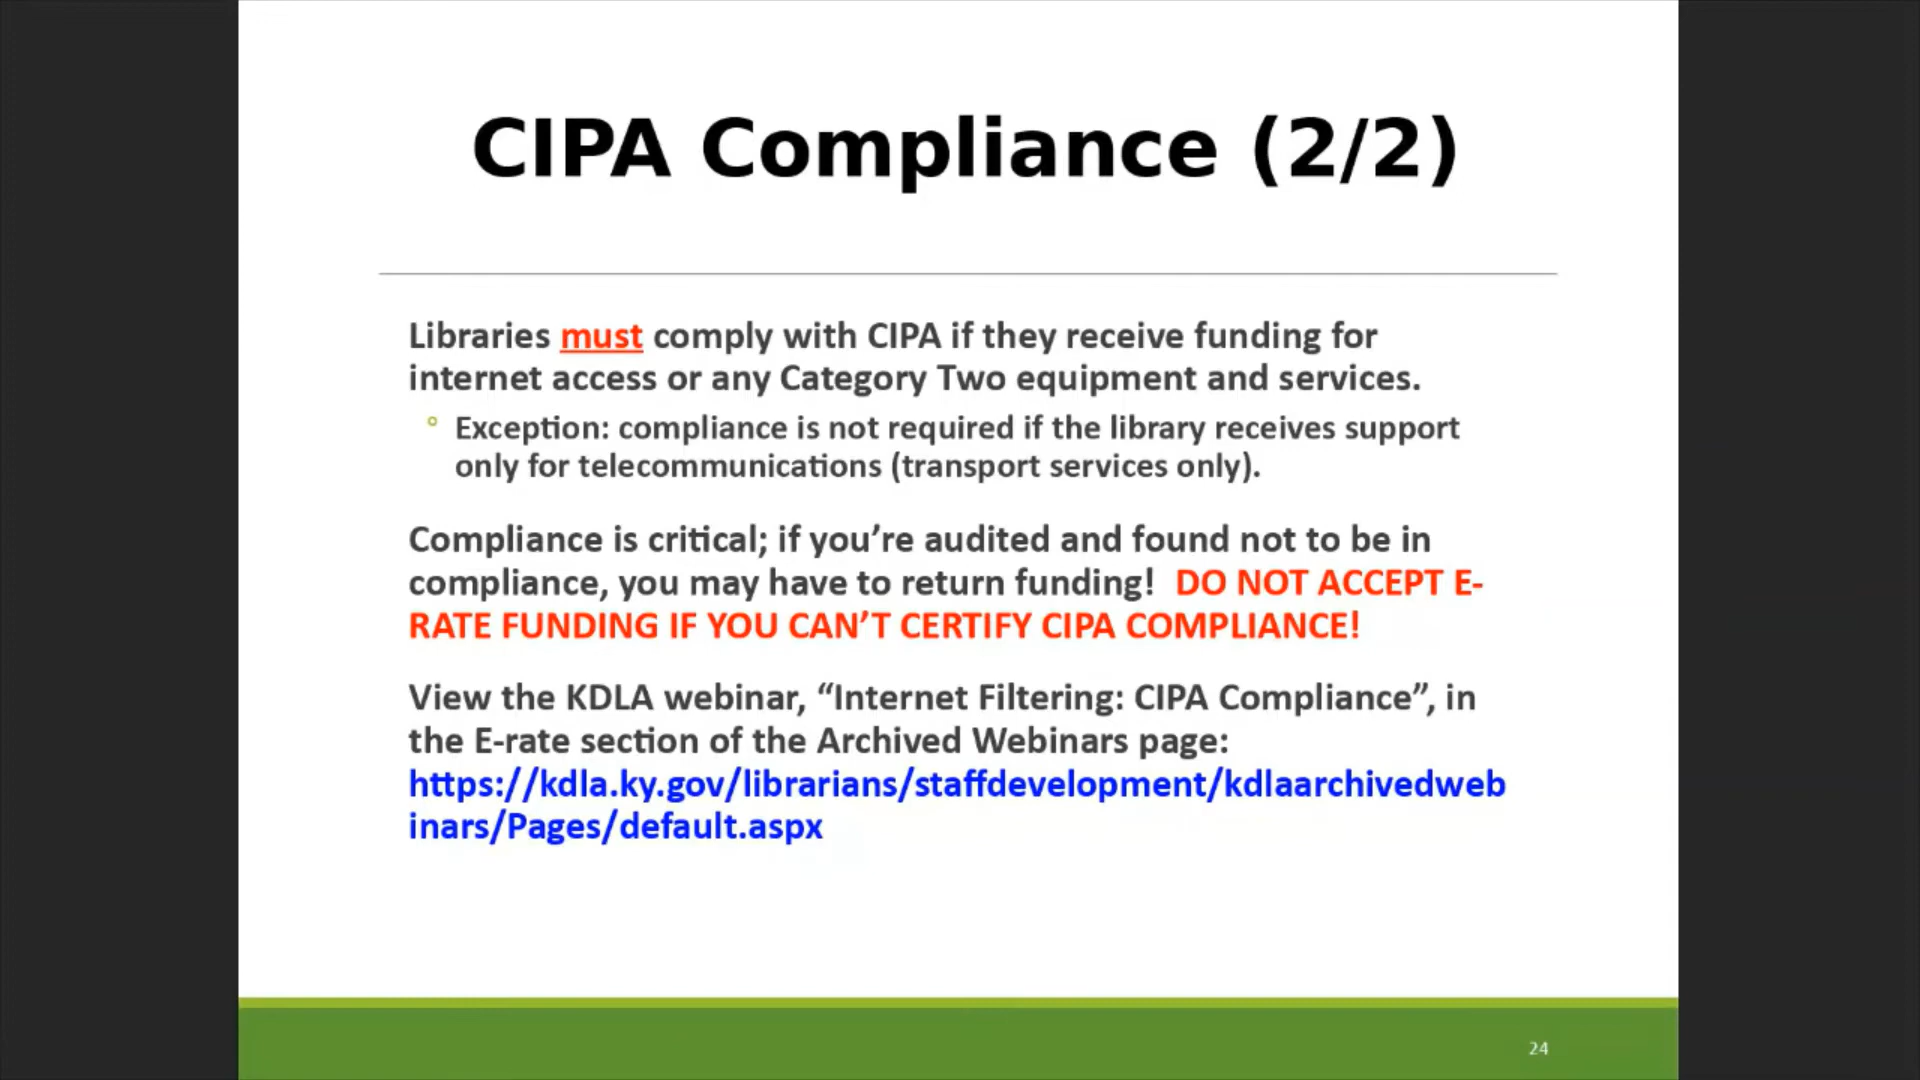 CIPA Compliance (2/2)
Libraries must comply with CIPA if they receive funding for
internet access or any Category Two equipment and services.
° Exception: compliance is not required if the library receives support
only for telecommunications (transport services only).
Compliance is critical; if you’re audited and found not to be in
compliance, you may have to return funding! DO NOT ACCEPT E-
RATE FUNDING IF YOU CAN’T CERTIFY CIPA COMPLIANCE!
View the KDLA webinar, “Internet Filtering: CIPA Compliance”, in
the E-rate section of the Archived Webinars page:
https://kdla.ky.gov/librarians/staffdevelopment/kdlaarchivedweb
inars/Pages/default.aspx
24